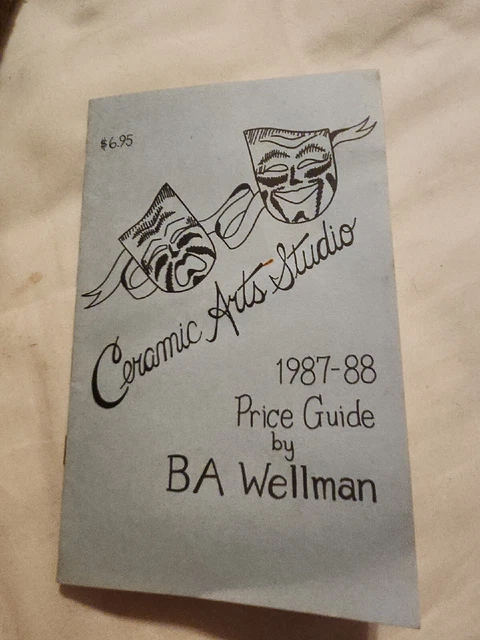 $6.95
Ceramic Arts Studio
1987-88
Price Guide
by
BA Wellman